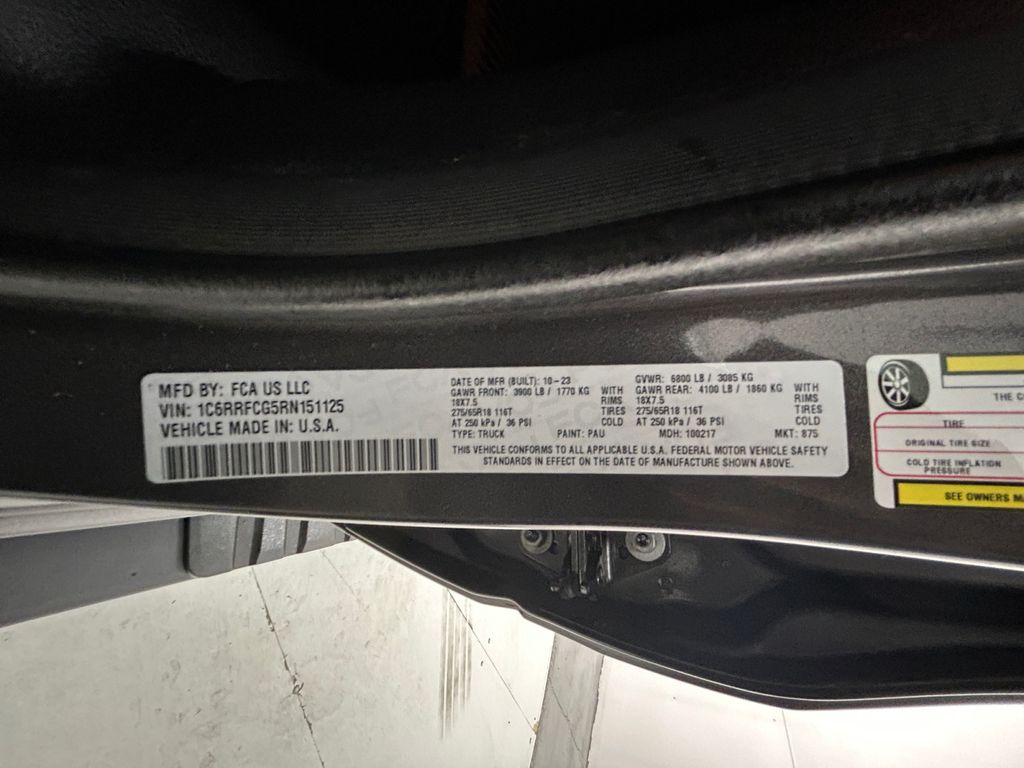 MFD BY: FCA US LLC
VIN: 1C6RRFCG5RN151125
VEHICLE MADE IN: U.S.A.
DATE OF MFR (BUILT): 10-23
GAWR FRONT: 3900 LB / 1770 KG WITH
18X7.5 RIMS
275/65R18 116T TIRES
AT 250 kPa / 36 PSI COLD
GVWR: 6800 LB / 3085 KG
GAWR REAR: 4100 LB / 1860 KG WITH
18X7.5 RIMS
275/65R18 116T TIRES
AT 250 kPa / 36 PSI COLD
TYPE: TRUCK PAINT: PAU MDH: 100217 MKT: 875
THIS VEHICLE CONFORMS TO ALL APPLICABLE U.S.A. FEDERAL MOTOR VEHICLE SAFETY
STANDARDS IN EFFECT ON THE DATE OF MANUFACTURE SHOWN ABOVE.
THE C
TIRE
ORIGINAL TIRE SIZE
COLD TIRE INFLATION
PRESSURE
SEE OWNERS MA